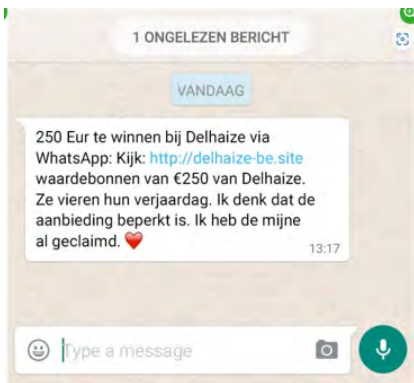 1 ONGELEZEN BERICHT
VANDAAG
250 Eur te winnen bij Delhaize via
WhatsApp: Kijk: http://delhaize-be.site
waardebonnen van €250 van Delhaize.
Ze vieren hun verjaardag. Ik denk dat de
aanbieding beperkt is. Ik heb de mijne
al geclaimd. ❤️
13:17
Type a message